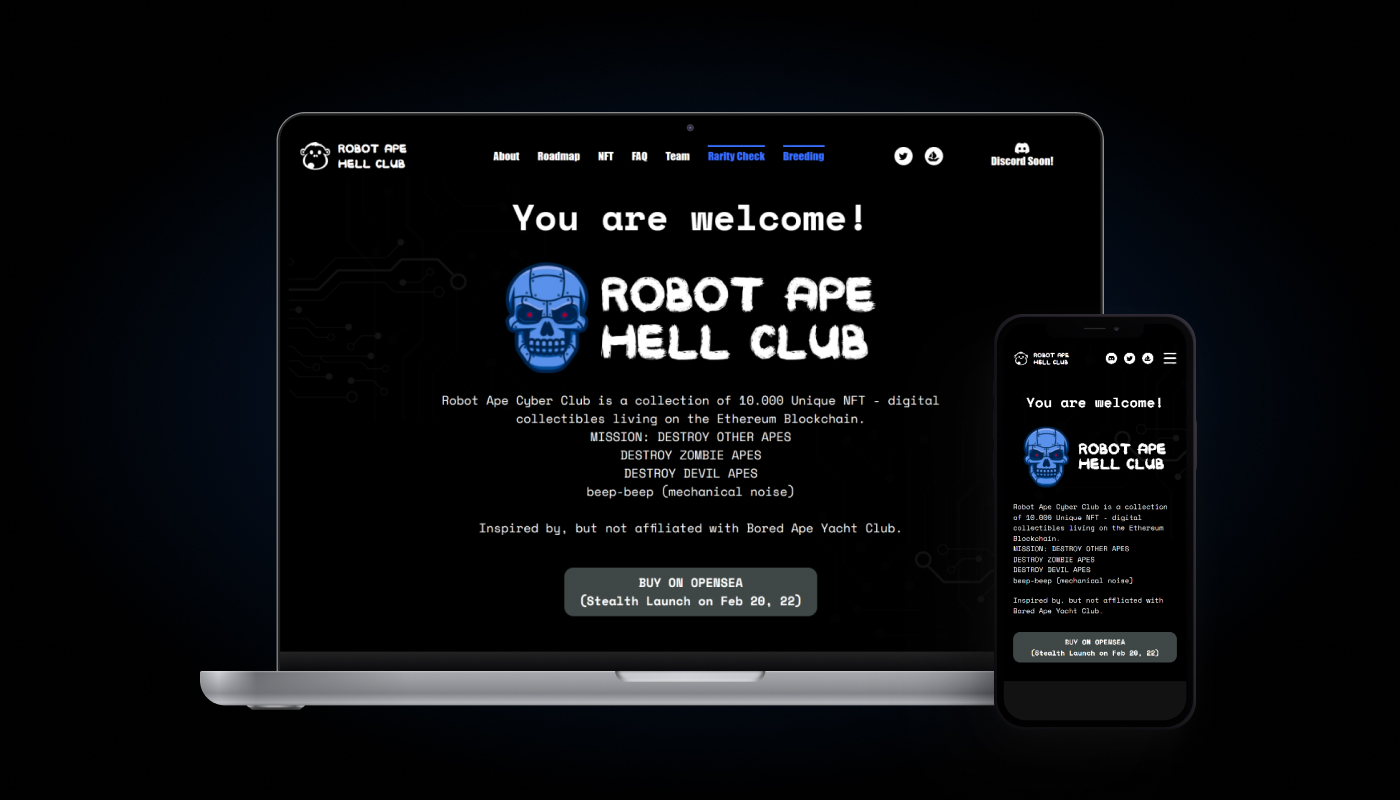 ROBOT APE
HELL CLUB
About Roadmap NFT FAQ Team Rarity Check Breeding
Discord Soon!
You are welcome!
ROBOT APE
HELL CLUB
Robot Ape Cyber Club is a collection of 10.000 Unique NFT - digital
collectibles living on the Ethereum Blockchain.
MISSION: DESTROY OTHER APES
DESTROY ZOMBIE APES
DESTROY DEVIL APES
beep-beep (mechanical noise)
Inspired by, but not affiliated with Bored Ape Yacht Club.
BUY ON OPENSEA
(Stealth Launch on Feb 20, 22)
ROBOT APE
HELL CLUB
You are welcome!
ROBOT APE
HELL CLUB
Robot Ape Cyber Club is a collection
of 10.000 Unique NFT - digital
collectibles living on the Ethereum
Blockchain.
MISSION: DESTROY OTHER APES
DESTROY ZOMBIE APES
DESTROY DEVIL APES
beep-beep (mechanical noise)
Inspired by, but not affiliated with
Bored Ape Yacht Club.
BUY ON OPENSEA
(Stealth Launch on Feb 20, 22)